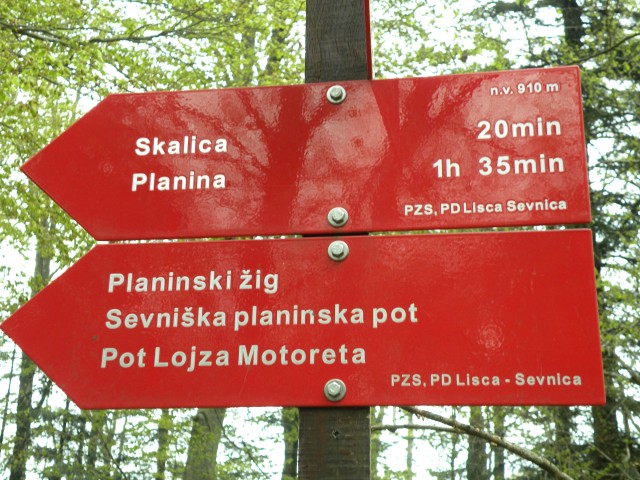 n.v. 910 m
Skalica 20min
Planina 1h 35min
PZS, PD Lisca Sevnica
Planinski žig
Sevniška planinska pot
Pot Lojza Motoreta
PZS, PD Lisca - Sevnica